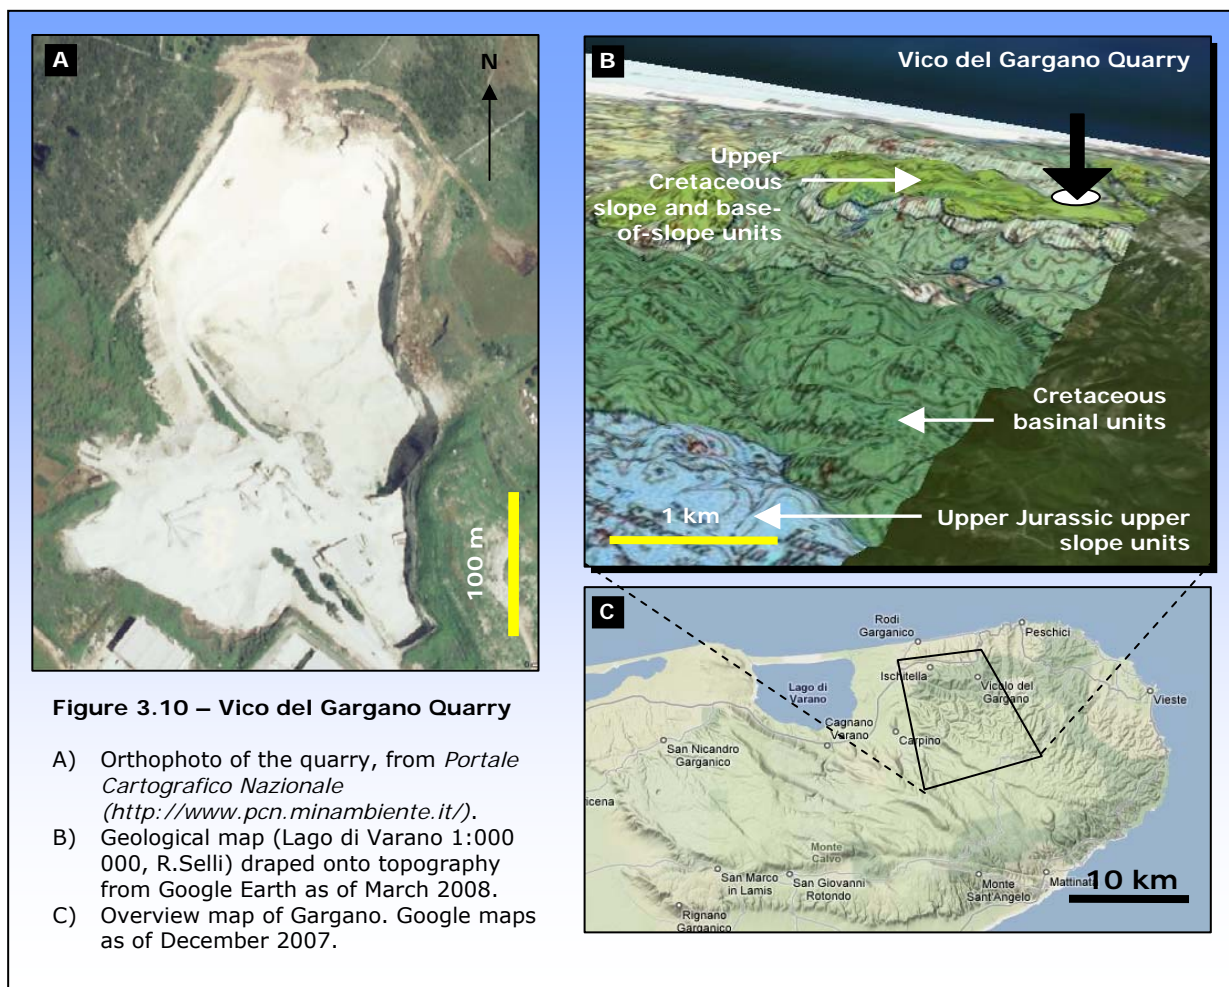 A
N
100 m
B
Vico del Gargano Quarry
Upper
Cretaceous
slope and base-
of-slope units
Cretaceous
basinal units
1 km
Upper Jurassic upper
slope units
C
Rodi
Garganico
Peschici
Ischitella
Vicolo del
Gargano
Vieste
Lago di
Varano
Cagnano
Varano
Carpino
San Nicandro
Garganico
icena
Monte
Calvo
San Marco
in Lamis
San Giovanni
Rotondo
Monte
Sant'Angelo
Mattinata
10 km
Rignano
Garganico
Figure 3.10 – Vico del Gargano Quarry
A) Orthophoto of the quarry, from Portale
Cartografico Nazionale
(http://www.pcn.minambiente.it/).
B) Geological map (Lago di Varano 1:000
000, R.Selli) draped onto topography
from Google Earth as of March 2008.
C) Overview map of Gargano. Google maps
as of December 2007.